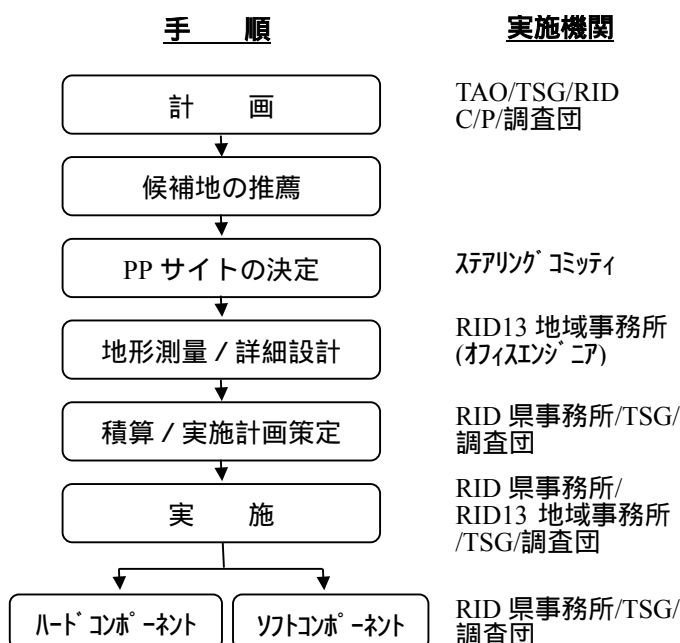 手　　順　　実施機関
計　　画
TAO/TSG/RID
C/P/調査団
候補地の推薦
PP サイトの決定
ｽﾃｱﾘﾝｸﾞ ｺﾐｯﾃｨ
地形測量 / 詳細設計
RID13 地域事務所
(ｵﾌｨｽｴﾝｼﾞﾆｱ)
積算 / 実施計画策定
RID 県事務所/TSG/
調査団
実　　施
RID 県事務所/
RID13 地域事務所
/TSG/調査団
ﾊｰﾄﾞｺﾝﾎﾟｰﾈﾝﾄ
ｿﾌﾄｺﾝﾎﾟｰﾈﾝﾄ
RID 県事務所/TSG/
調査団